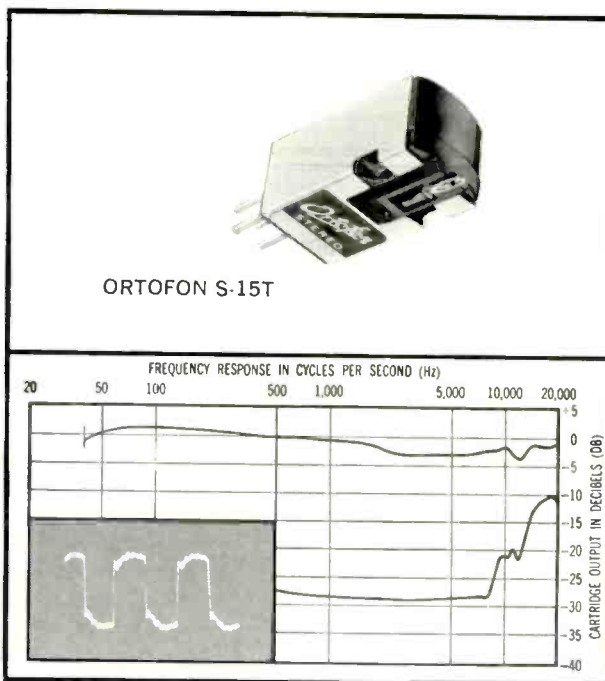 Ortofon
STEREO
ORTOFON S-15T
FREQUENCY RESPONSE IN CYCLES PER SECOND (Hz)
20 50 100 500 1,000 5,000 10,000 20,000
+5
0
-5
-10
-15
-20
-25
-30
-35
-40
CARTRIDGE OUTPUT IN DECIBELS (DB)